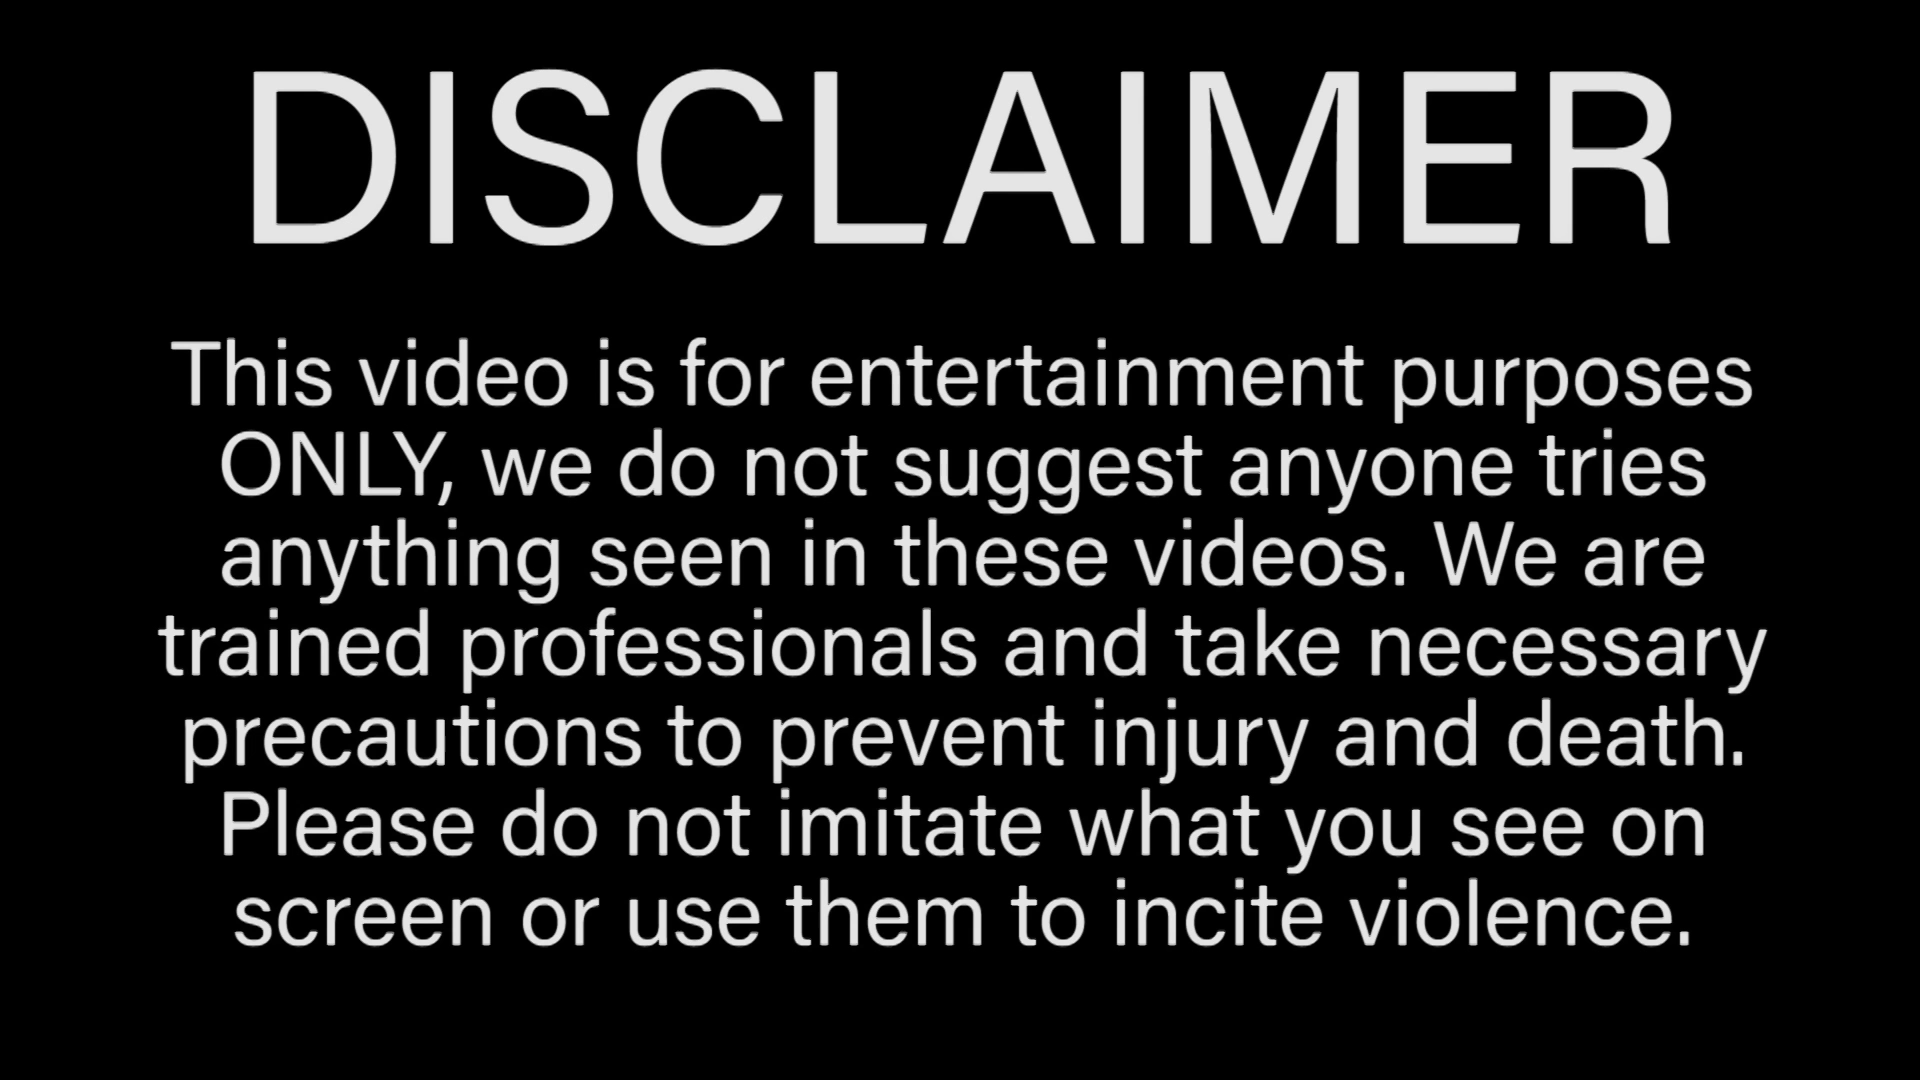 DISCLAIMER
This video is for entertainment purposes
ONLY, we do not suggest anyone tries
anything seen in these videos. We are
trained professionals and take necessary
precautions to prevent injury and death.
Please do not imitate what you see on
screen or use them to incite violence.